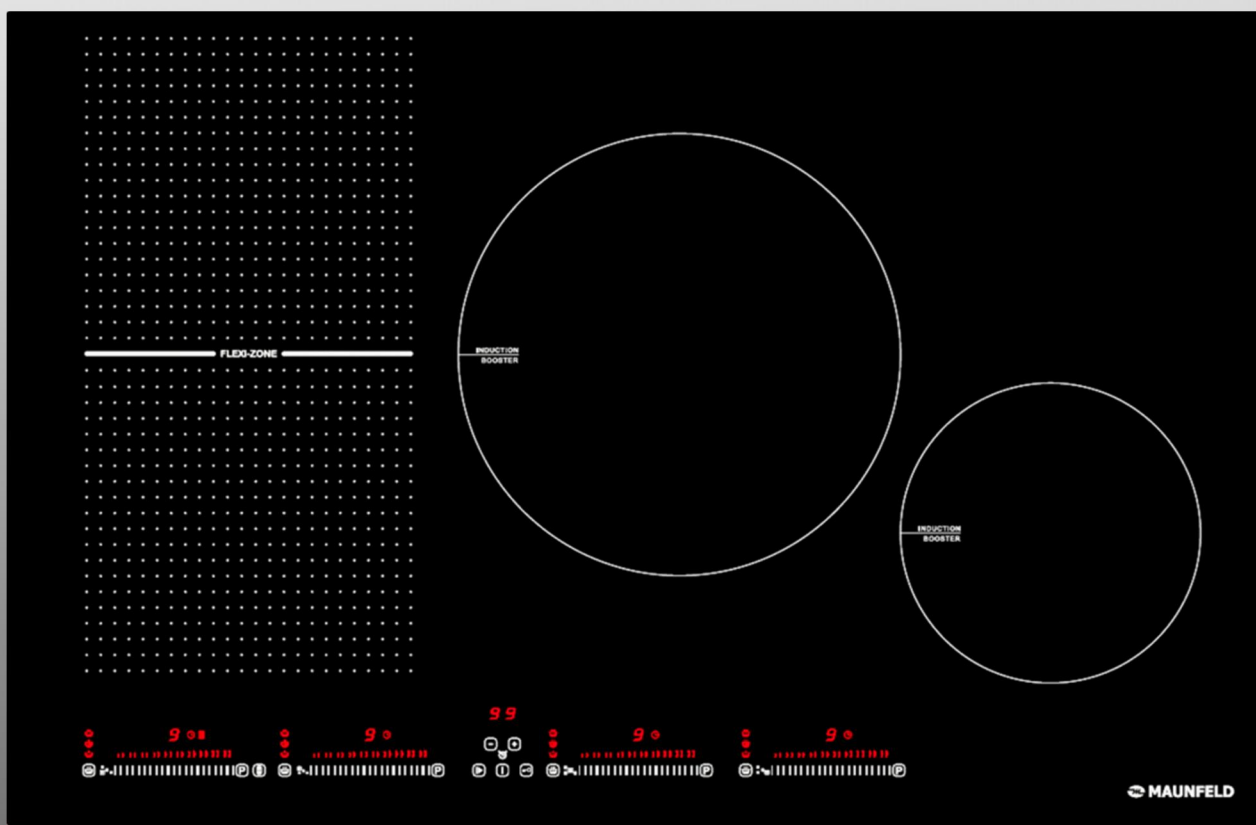 FLEXI-ZONE
INDUCTION
BOOSTER
INDUCTION
BOOSTER
99
9
9
9
9
P
P
P
P
MAUNFELD